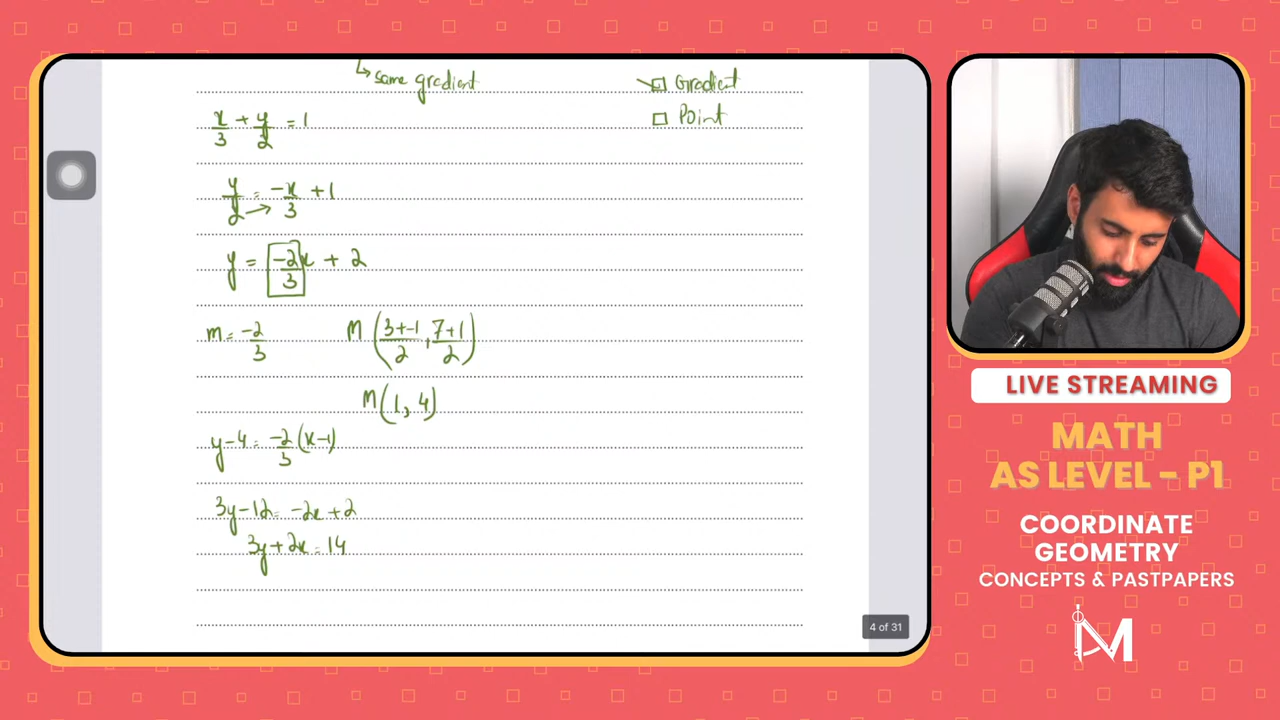 ↳ same gradient
☐ Gradient
☐ Point
x/3 + y/2 = 1
y/2 = -x/3 + 1
y = -2/3 x + 2
m = -2/3
M (3+-1/2, 7+1/2)
M (1, 4)
y-4 = -2/3 (x-1)
3y-12 = -2x+2
3y+2x = 14
4 of 31
LIVE STREAMING
MATH
AS LEVEL - P1
COORDINATE
GEOMETRY
CONCEPTS & PASTPAPERS
M